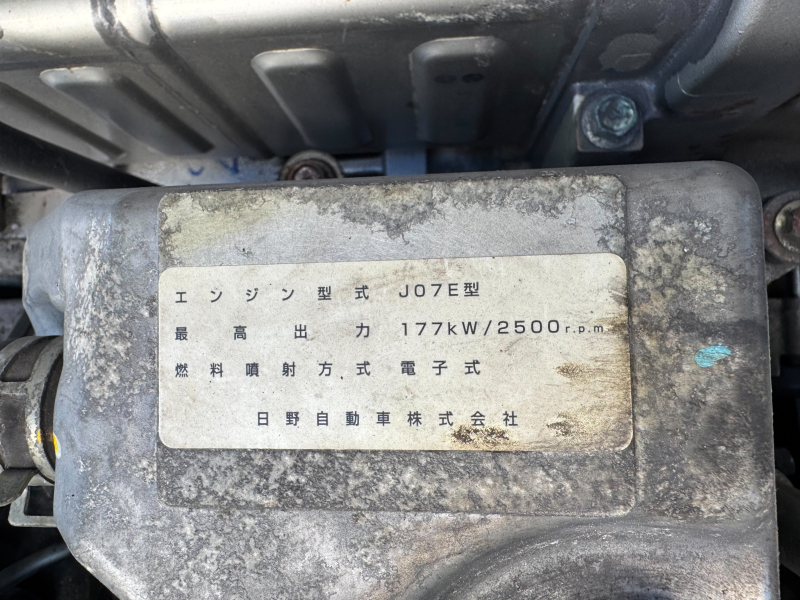 エンジン型式 J07E型
最高出力 177kW/2500r.p.m
燃料噴射方式 電子式
日野自動車株式会社